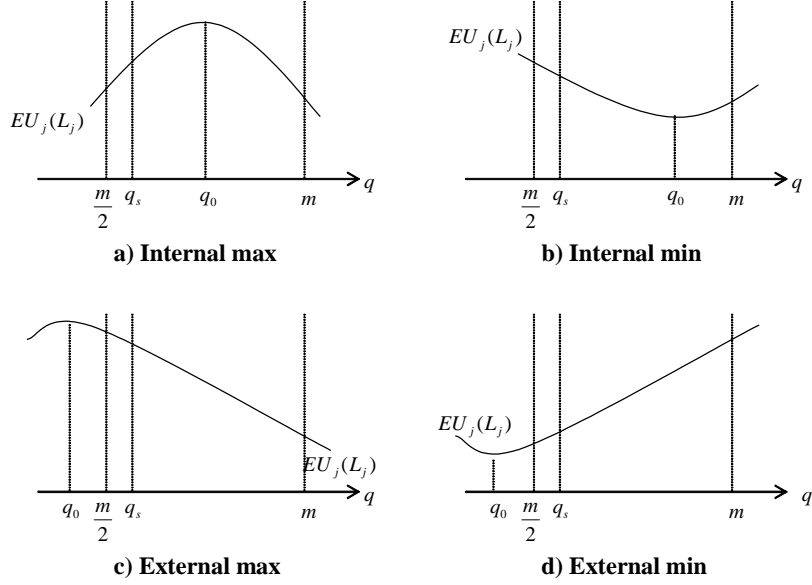 EU_j(L_j)
m/2 q_s q_0 m q
a) Internal max
EU_j(L_j)
m/2 q_s q_0 m q
b) Internal min
EU_j(L_j)
q_0 m/2 q_s m q
c) External max
EU_j(L_j)
q_0 m/2 q_s m q
d) External min